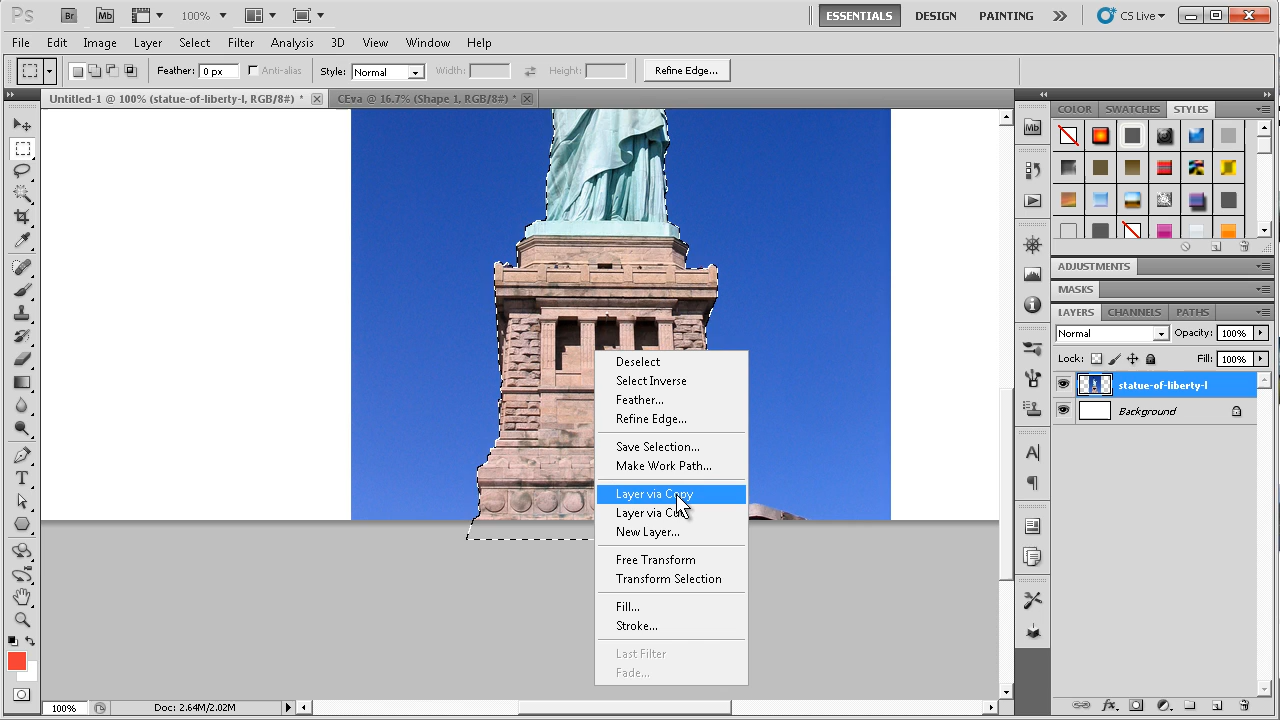 Ps Br Mb 100% ESSENTIALS DESIGN PAINTING CS Live
File Edit Image Layer Select Filter Analysis 3D View Window Help
Feather: 0 px Anti-alias Style: Normal Width: Height: Refine Edge...
Untitled-1 @ 100% (statue-of-liberty-l, RGB/8#) * CEva @ 16.7% (Shape 1, RGB/8#) *
COLOR SWATCHES STYLES
Mb
ADJUSTMENTS
MASKS
LAYERS CHANNELS PATHS
Normal Opacity: 100%
Lock: Fill: 100%
statue-of-liberty-l
Background
Deselect
Select Inverse
Feather...
Refine Edge...
Save Selection...
Make Work Path...
Layer via Copy
Layer via Cut
New Layer...
Free Transform
Transform Selection
Fill...
Stroke...
Last Filter
Fade...
100% Doc: 2.64M/2.02M